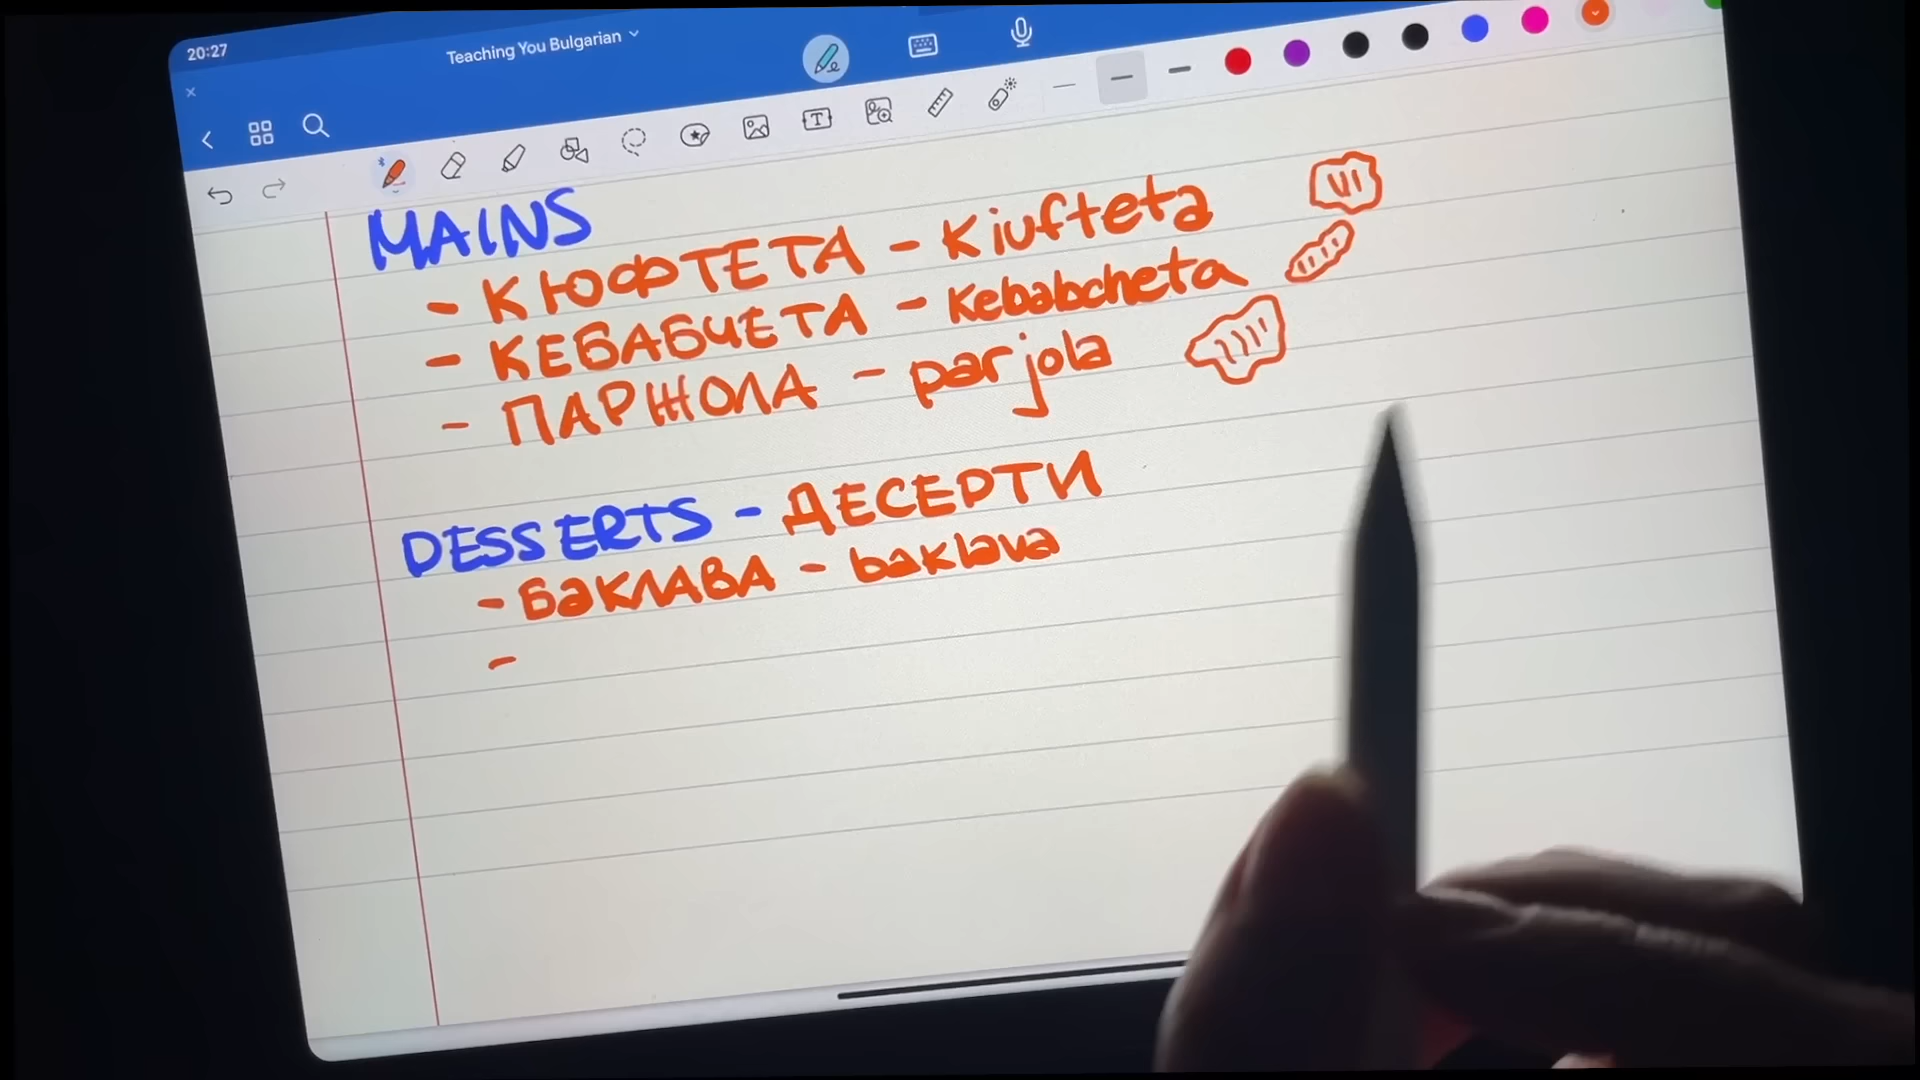 20:27
Teaching You Bulgarian
MAINS
- КЮФТЕТА - Kiufteta
- КЕБАБЧЕТА - Kebabcheta
- ПАРЖОЛА - parjola
DESSERTS - ДЕСЕРТИ
- БаКЛАВА - baklava
-